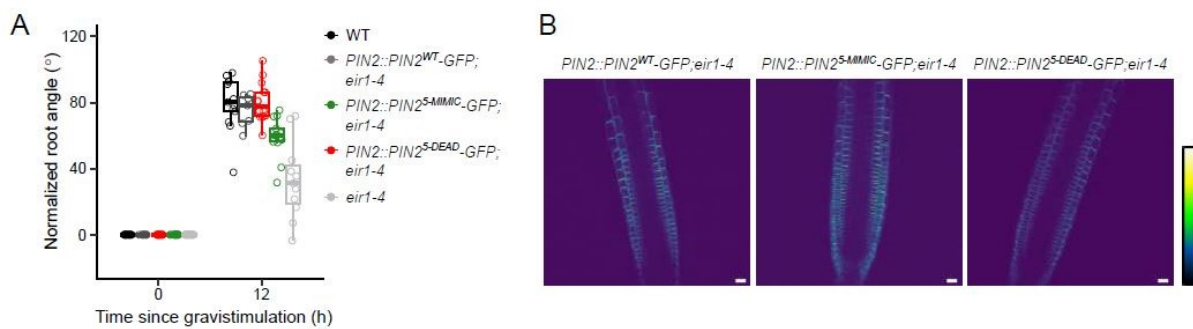 A
Normalized root angle (°)
120
80
40
0
0
12
Time since gravistimulation (h)
WT
PIN2::PIN2ᵂᵀ-GFP;
eir1-4
PIN2::PIN2⁵⁻ᴹᴵᴹᴵᶜ-GFP;
eir1-4
PIN2::PIN2⁵⁻ᴰᴱᴬᴰ-GFP;
eir1-4
eir1-4
B
PIN2::PIN2ᵂᵀ-GFP;eir1-4
PIN2::PIN2⁵⁻ᴹᴵᴹᴵᶜ-GFP;eir1-4
PIN2::PIN2⁵⁻ᴰᴱᴬᴰ-GFP;eir1-4